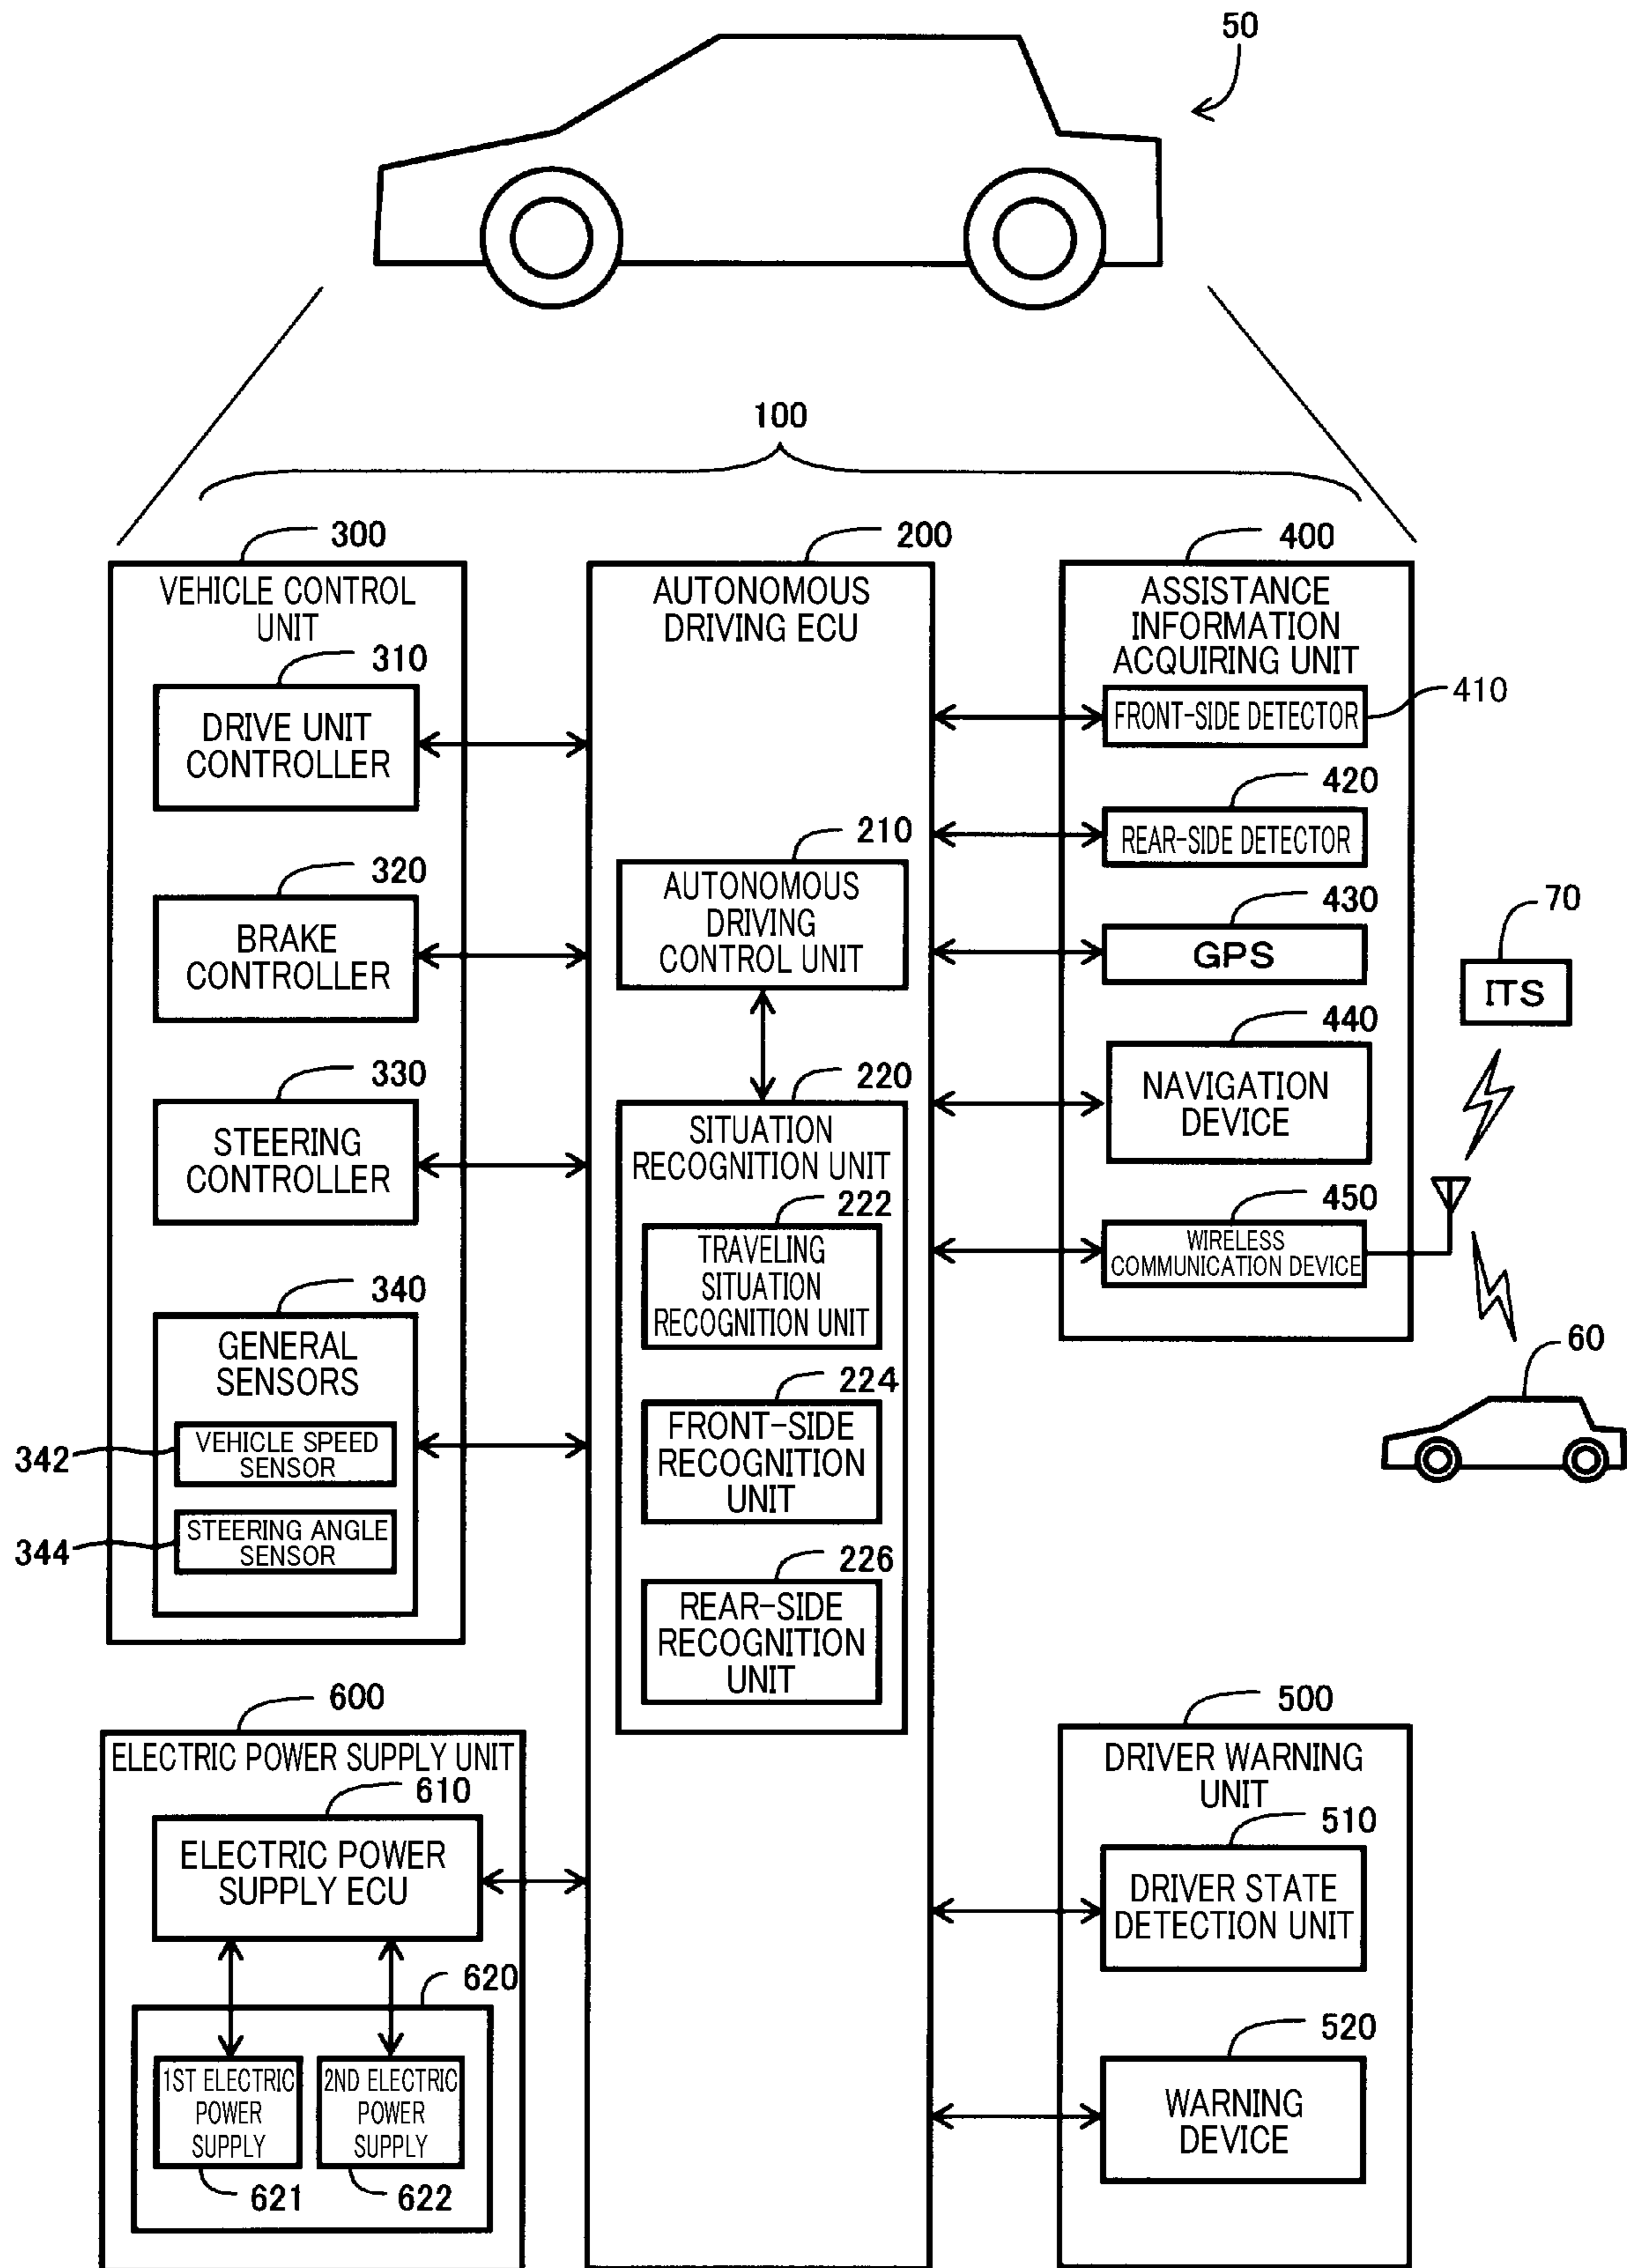 50
100
300
VEHICLE CONTROL
UNIT
310
DRIVE UNIT
CONTROLLER
320
BRAKE
CONTROLLER
330
STEERING
CONTROLLER
340
GENERAL
SENSORS
342
VEHICLE SPEED
SENSOR
344
STEERING ANGLE
SENSOR
200
AUTONOMOUS
DRIVING ECU
210
AUTONOMOUS
DRIVING
CONTROL UNIT
220
SITUATION
RECOGNITION UNIT
222
TRAVELING
SITUATION
RECOGNITION UNIT
224
FRONT-SIDE
RECOGNITION
UNIT
226
REAR-SIDE
RECOGNITION
UNIT
400
ASSISTANCE
INFORMATION
ACQUIRING UNIT
410
FRONT-SIDE DETECTOR
420
REAR-SIDE DETECTOR
430
GPS
440
NAVIGATION
DEVICE
450
WIRELESS
COMMUNICATION DEVICE
70
ITS
60
600
ELECTRIC POWER SUPPLY UNIT
610
ELECTRIC POWER
SUPPLY ECU
620
1ST ELECTRIC
POWER
SUPPLY
621
2ND ELECTRIC
POWER
SUPPLY
622
500
DRIVER WARNING
UNIT
510
DRIVER STATE
DETECTION UNIT
520
WARNING
DEVICE